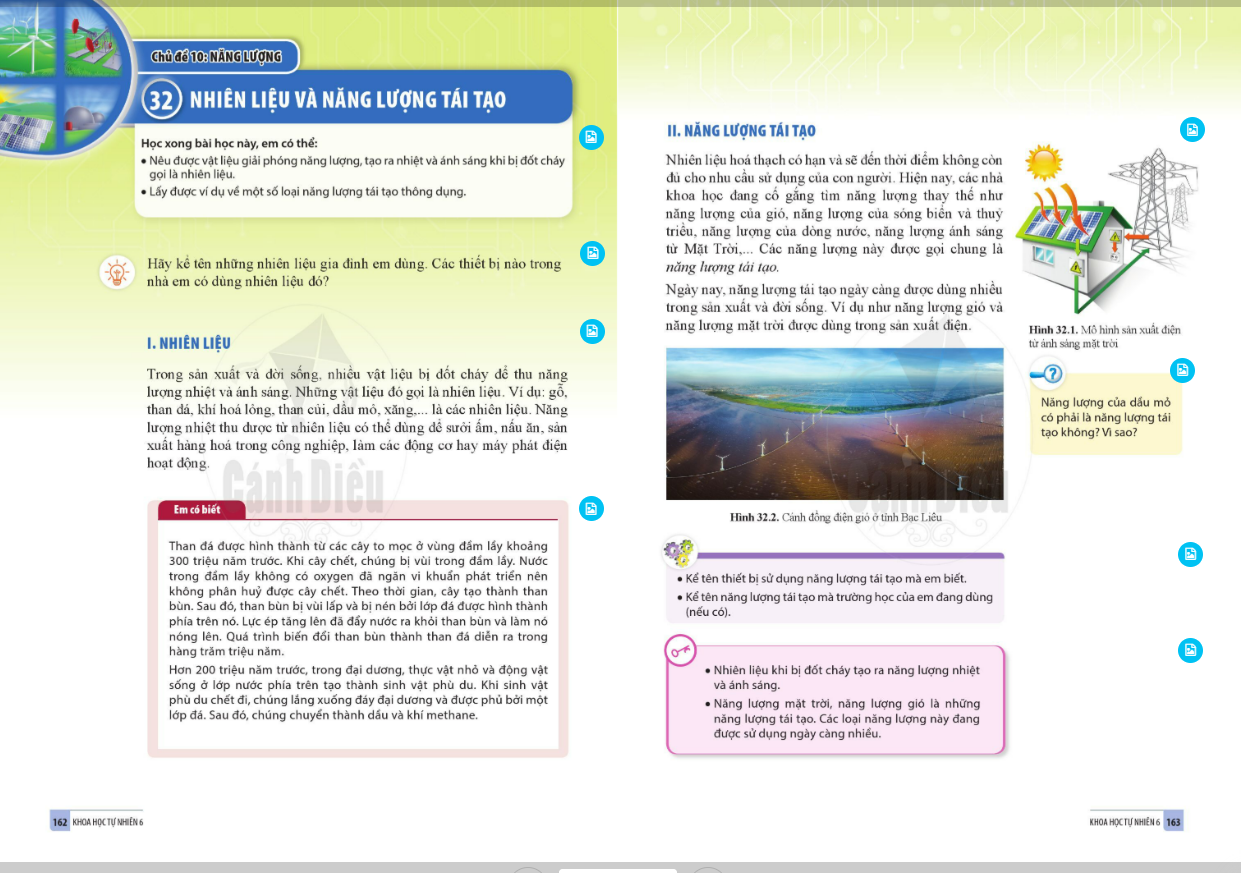 Chủ đề 10: NĂNG LƯỢNG
32 NHIÊN LIỆU VÀ NĂNG LƯỢNG TÁI TẠO
Học xong bài học này, em có thể:
• Nêu được vật liệu giải phóng năng lượng, tạo ra nhiệt và ánh sáng khi bị đốt cháy
gọi là nhiên liệu.
• Lấy được ví dụ về một số loại năng lượng tái tạo thông dụng.
Hãy kể tên những nhiên liệu gia đình em dùng. Các thiết bị nào trong
nhà em có dùng nhiên liệu đó?
I. NHIÊN LIỆU
Trong sản xuất và đời sống, nhiều vật liệu bị đốt cháy để thu năng
lượng nhiệt và ánh sáng. Những vật liệu đó gọi là nhiên liệu. Ví dụ: gỗ,
than đá, khí hoá lỏng, than củi, dầu mỏ, xăng,... là các nhiên liệu. Năng
lượng nhiệt thu được từ nhiên liệu có thể dùng để sưởi ấm, nấu ăn, sản
xuất hàng hoá trong công nghiệp, làm các động cơ hay máy phát điện
hoạt động.
Cánh Diều
Em có biết
Than đá được hình thành từ các cây to mọc ở vùng đầm lầy khoảng
300 triệu năm trước. Khi cây chết, chúng bị vùi trong đầm lầy. Nước
trong đầm lầy không có oxygen đã ngăn vi khuẩn phát triển nên
không phân huỷ được cây chết. Theo thời gian, cây tạo thành than
bùn. Sau đó, than bùn bị vùi lấp và bị nén bởi lớp đá được hình thành
phía trên nó. Lực ép tăng lên đã đẩy nước ra khỏi than bùn và làm nó
nóng lên. Quá trình biến đổi than bùn thành than đá diễn ra trong
hàng trăm triệu năm.
Hơn 200 triệu năm trước, trong đại dương, thực vật nhỏ và động vật
sống ở lớp nước phía trên tạo thành sinh vật phù du. Khi sinh vật
phù du chết đi, chúng lắng xuống đáy đại dương và được phủ bởi một
lớp đá. Sau đó, chúng chuyển thành dầu và khí methane.
162 KHOA HỌC TỰ NHIÊN 6
II. NĂNG LƯỢNG TÁI TẠO
Nhiên liệu hoá thạch có hạn và sẽ đến thời điểm không còn
đủ cho nhu cầu sử dụng của con người. Hiện nay, các nhà
khoa học đang cố gắng tìm năng lượng thay thế như
năng lượng của gió, năng lượng của sóng biển và thuỷ
triều, năng lượng của dòng nước, năng lượng ánh sáng
từ Mặt Trời,... Các năng lượng này được gọi chung là
năng lượng tái tạo.
Ngày nay, năng lượng tái tạo ngày càng được dùng nhiều
trong sản xuất và đời sống. Ví dụ như năng lượng gió và
năng lượng mặt trời được dùng trong sản xuất điện.
Hình 32.1. Mô hình sản xuất điện
từ ánh sáng mặt trời
Năng lượng của dầu mỏ
có phải là năng lượng tái
tạo không? Vì sao?
Cánh Diều
Hình 32.2. Cánh đồng điện gió ở tỉnh Bạc Liêu
• Kể tên thiết bị sử dụng năng lượng tái tạo mà em biết.
• Kể tên năng lượng tái tạo mà trường học của em đang dùng
(nếu có).
• Nhiên liệu khi bị đốt cháy tạo ra năng lượng nhiệt
và ánh sáng.
• Năng lượng mặt trời, năng lượng gió là những
năng lượng tái tạo. Các loại năng lượng này đang
được sử dụng ngày càng nhiều.
KHOA HỌC TỰ NHIÊN 6 163